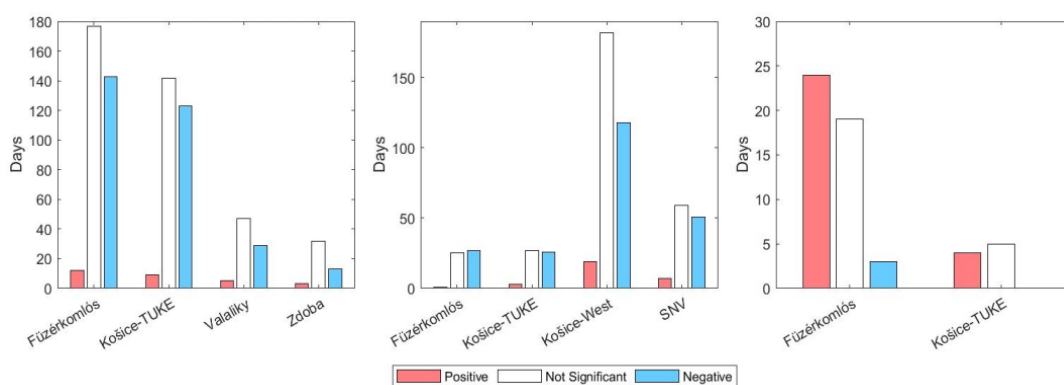 180
160
140
120
100
80
60
40
20
0
Days
Füzérkomlós
Košice-TUKE
Valaliky
Zdoba
150
100
50
0
Days
Füzérkomlós
Košice-TUKE
Košice-West
SNV
30
25
20
15
10
5
0
Days
Füzérkomlós
Košice-TUKE
Positive
Not Significant
Negative